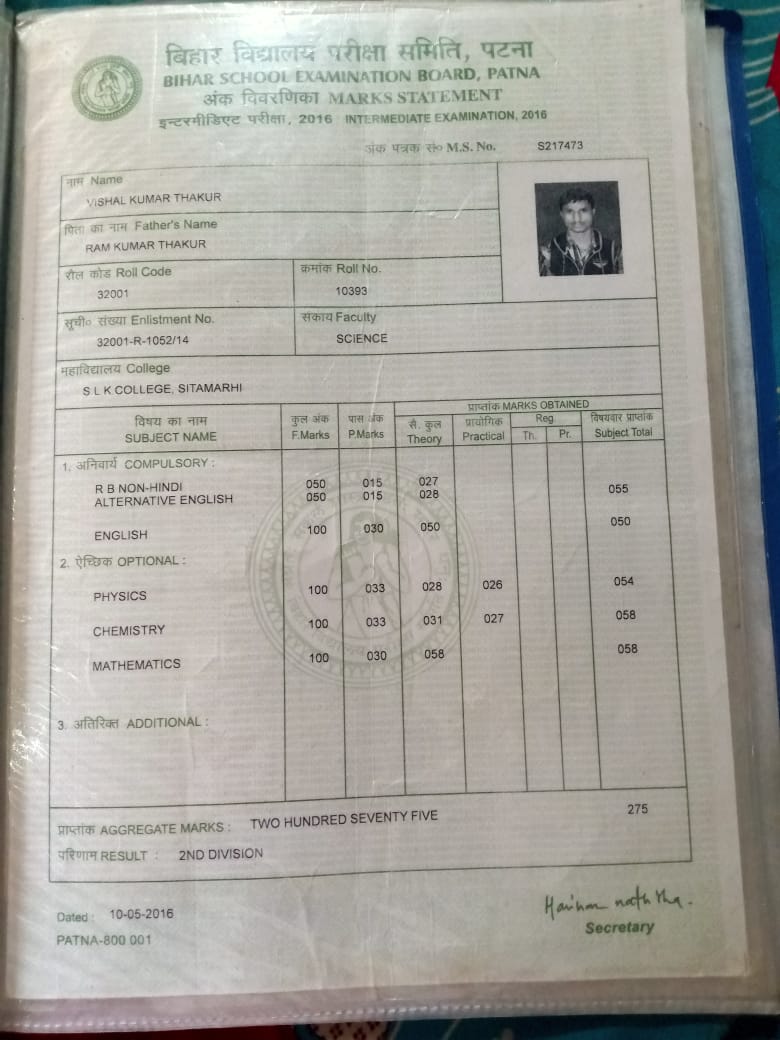 बिहार विद्यालय परीक्षा समिति, पटना
BIHAR SCHOOL EXAMINATION BOARD, PATNA
अंक विवरणिका MARKS STATEMENT
इन्टरमीडिएट परीक्षा, 2016 INTERMEDIATE EXAMINATION, 2016
अंक पत्रक सं० M.S. No. S217473
नाम Name
VISHAL KUMAR THAKUR
पिता का नाम Father's Name
RAM KUMAR THAKUR
रौल कोड Roll Code क्रमांक Roll No.
32001 10393
सूची० संख्या Enlistment No. संकाय Faculty
32001-R-1052/14 SCIENCE
महाविद्यालय College
S L K COLLEGE, SITAMARHI
प्राप्तांक MARKS OBTAINED
विषय का नाम कुल अंक पास अंक सै. कुल प्रायोगिक Reg. विषयवार प्राप्तांक
SUBJECT NAME F.Marks P.Marks Theory Practical Th. Pr. Subject Total
1. अनिवार्य COMPULSORY :
R B NON-HINDI 050 015 027
ALTERNATIVE ENGLISH 050 015 028 055
ENGLISH 100 030 050 050
2. ऐच्छिक OPTIONAL :
PHYSICS 100 033 028 026 054
CHEMISTRY 100 033 031 027 058
MATHEMATICS 100 030 058 058
3. अतिरिक्त ADDITIONAL :
प्राप्तांक AGGREGATE MARKS : TWO HUNDRED SEVENTY FIVE 275
परिणाम RESULT : 2ND DIVISION
Dated : 10-05-2016
PATNA-800 001
Secretary